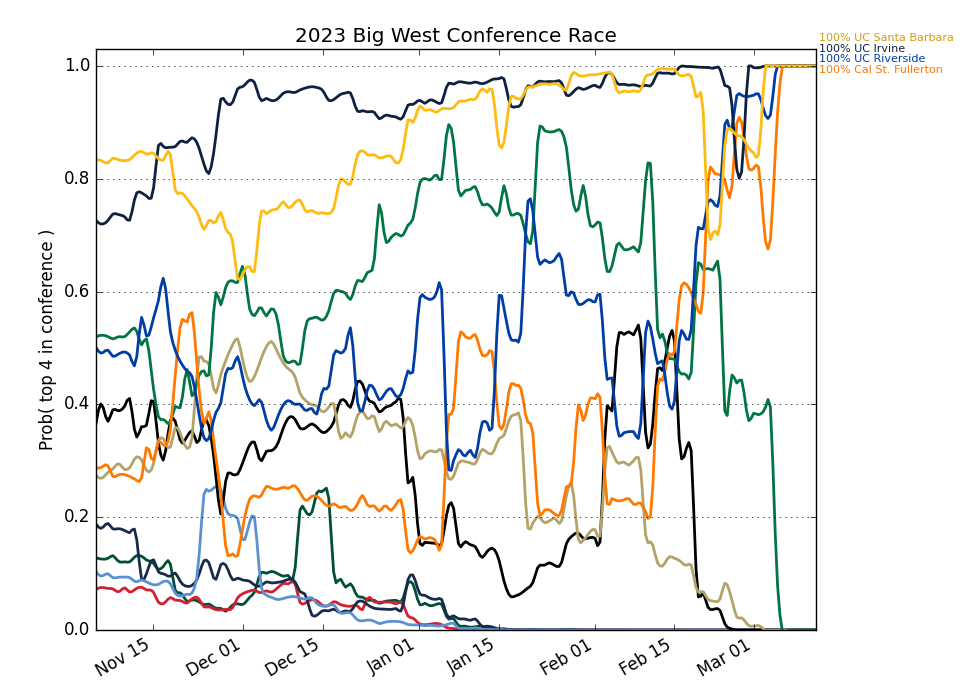 2023 Big West Conference Race
100% UC Santa Barbara
100% UC Irvine
100% UC Riverside
100% Cal St. Fullerton
Prob( top 4 in conference )
1.0
0.8
0.6
0.4
0.2
0.0
Nov 15
Dec 01
Dec 15
Jan 01
Jan 15
Feb 01
Feb 15
Mar 01